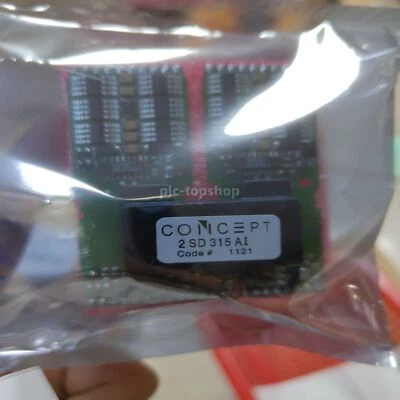 plc-topshop
CONCEPT
2 SD 315 AI
Code # 1121